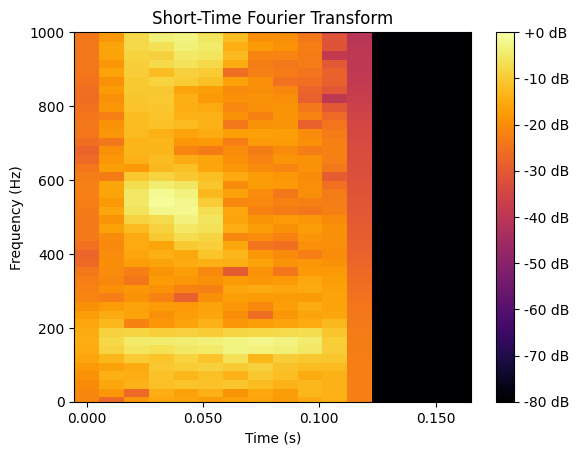 Short-Time Fourier Transform
1000
800
600
400
200
0
Frequency (Hz)
0.000
0.050
0.100
0.150
Time (s)
+0 dB
-10 dB
-20 dB
-30 dB
-40 dB
-50 dB
-60 dB
-70 dB
-80 dB